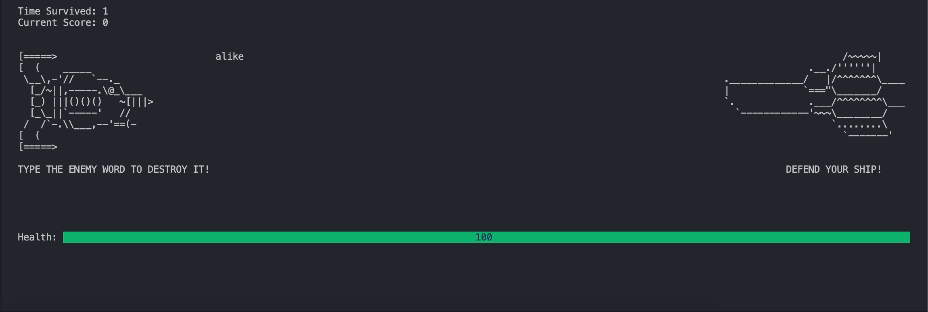 Time Survived: 1
Current Score: 0
alike
TYPE THE ENEMY WORD TO DESTROY IT!
DEFEND YOUR SHIP!
Health: 100